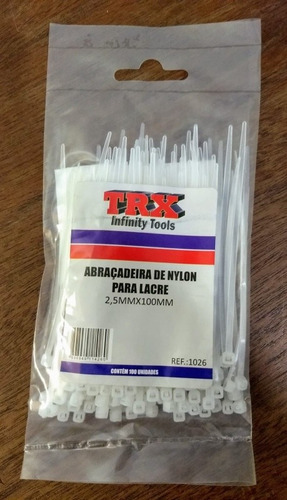 TRX
Infinity Tools
ABRAÇADEIRA DE NYLON
PARA LACRE
2,5MMX100MM
REF.:1026
CONTÉM 100 UNIDADES